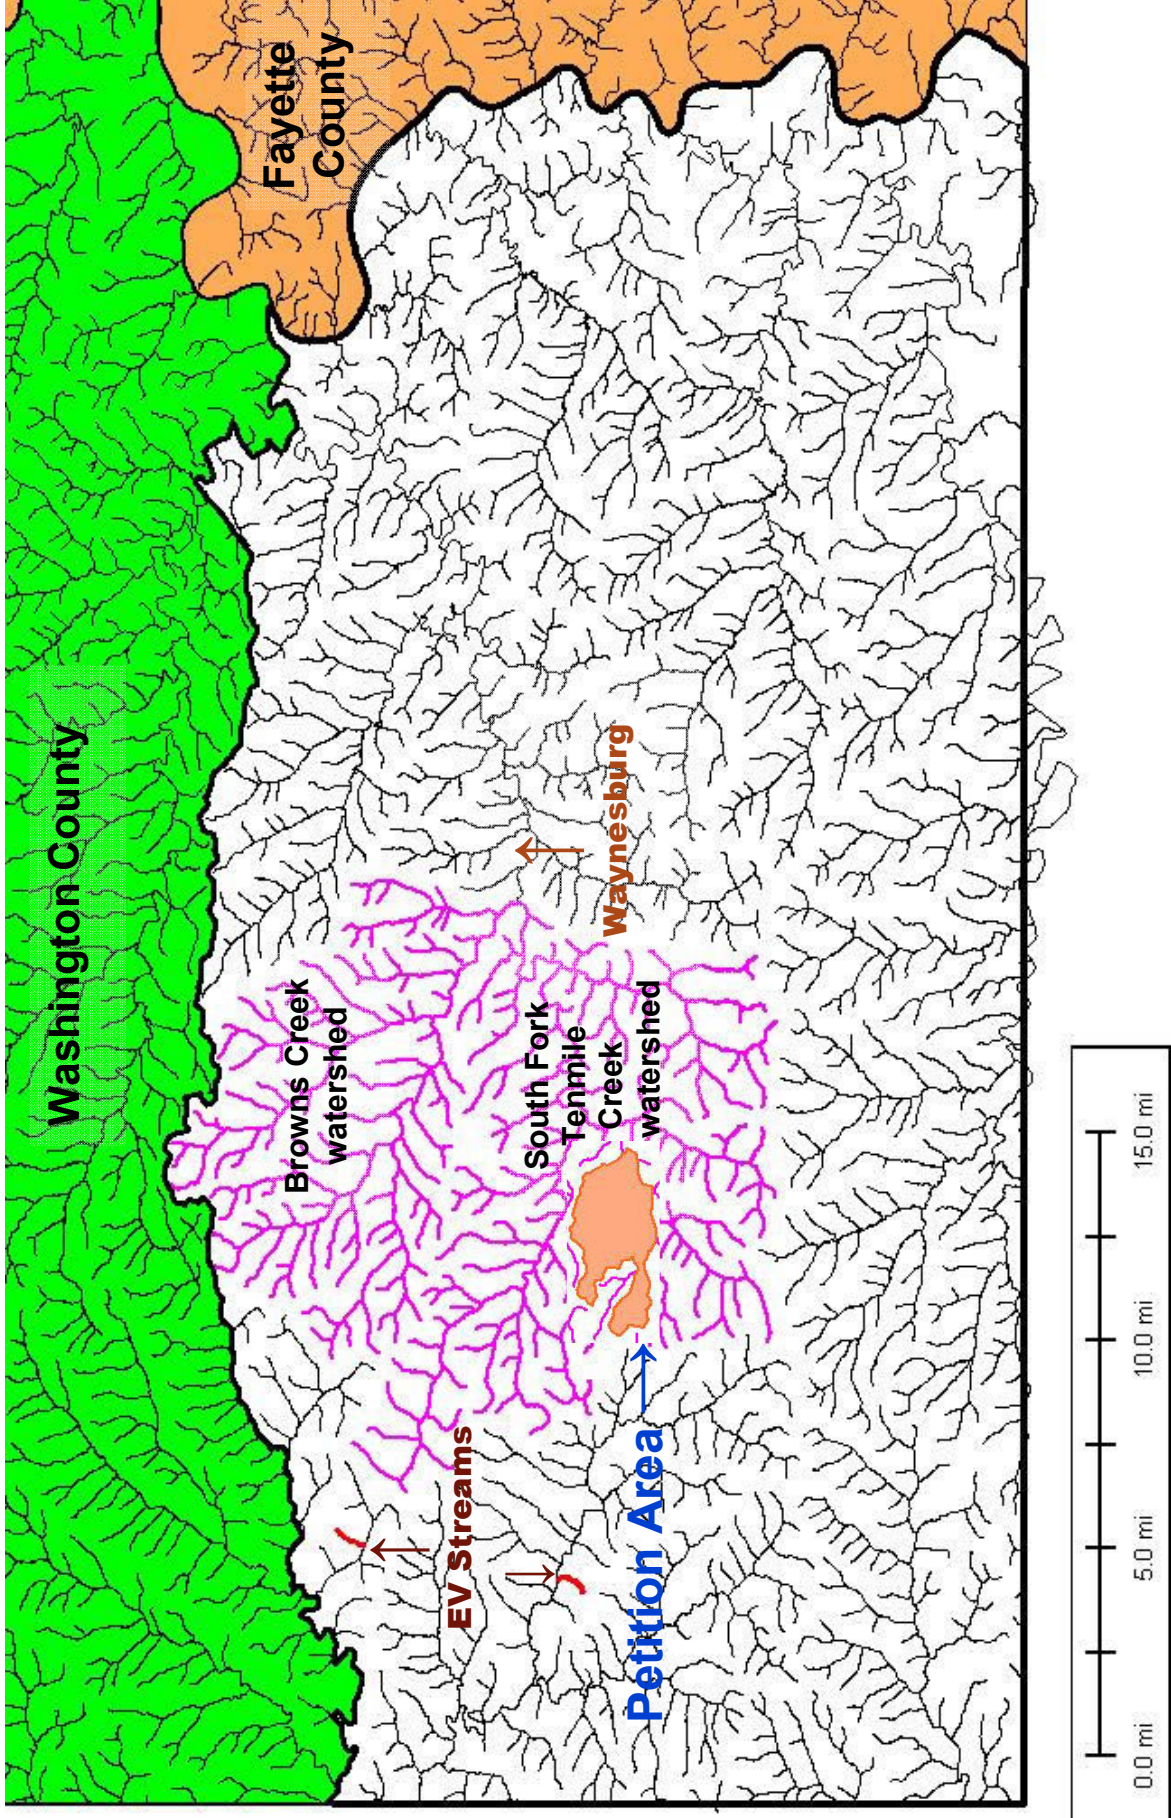 Washington County
Fayette
County
Browns Creek
watershed
South Fork
Tenmile
Creek
watershed
Waynesburg
EV Streams
Petition Area
0.0 mi
5.0 mi
10.0 mi
15.0 mi